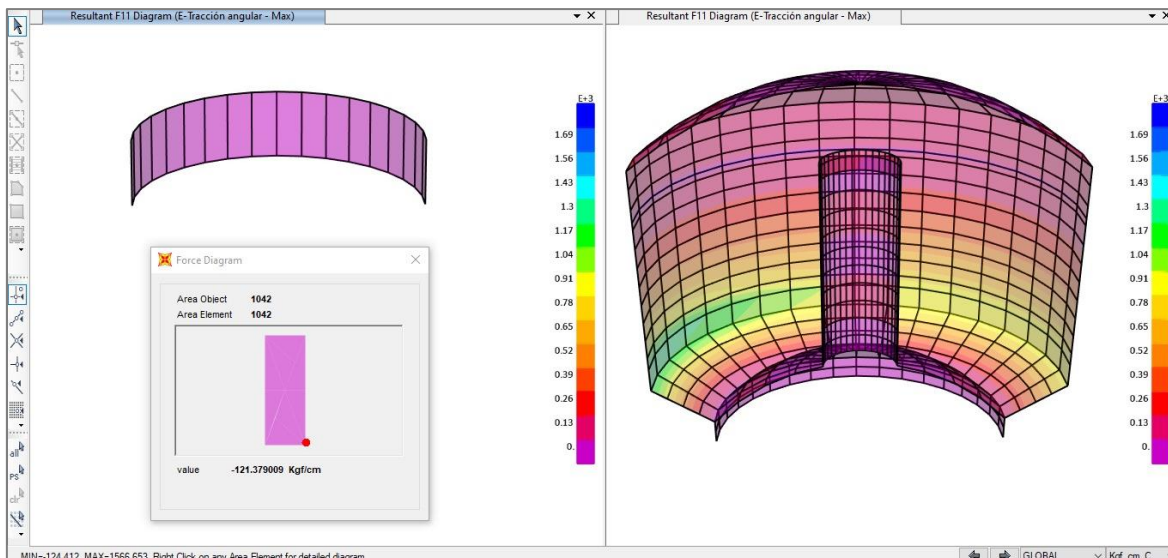 Resultant F11 Diagram (E-Tracción angular - Max)
E+3
1.69
1.56
1.43
1.3
1.17
1.04
0.91
0.78
0.65
0.52
0.39
0.26
0.13
0.
Force Diagram
Area Object 1042
Area Element 1042
value -121.379009 Kgf/cm
all
PS
clr
Resultant F11 Diagram (E-Tracción angular - Max)
E+3
1.69
1.56
1.43
1.3
1.17
1.04
0.91
0.78
0.65
0.52
0.39
0.26
0.13
0.
MIN=-124.412, MAX=1566.653, Right Click on any Area Element for detailed diagram
GLOBAL
Kgf, cm, C